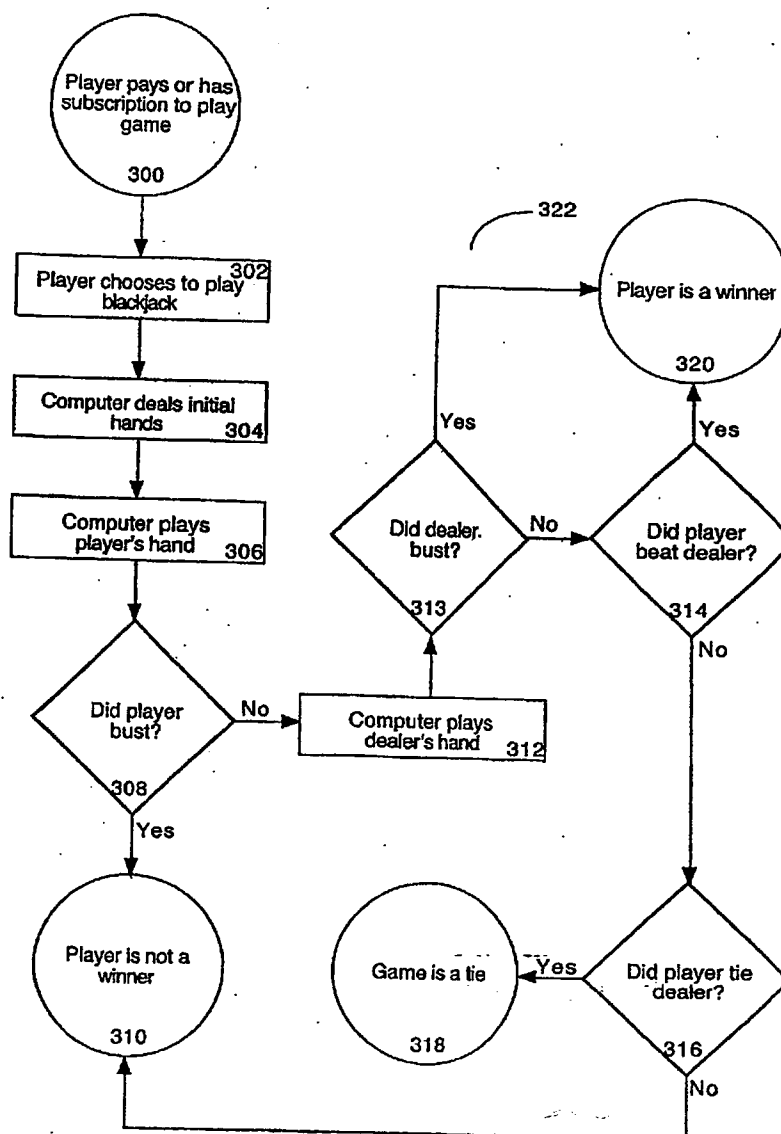 Player pays or has
subscription to play
game
300
302
Player chooses to play
blackjack
Computer deals initial
hands
304
Computer plays
player's hand
306
Did player
bust?
308
No
Yes
Player is not a
winner
310
Computer plays
dealer's hand
312
Did dealer.
bust?
313
Yes
No
322
Player is a winner
320
Yes
Did player
beat dealer?
314
No
Did player tie
dealer?
316
Yes
No
Game is a tie
318